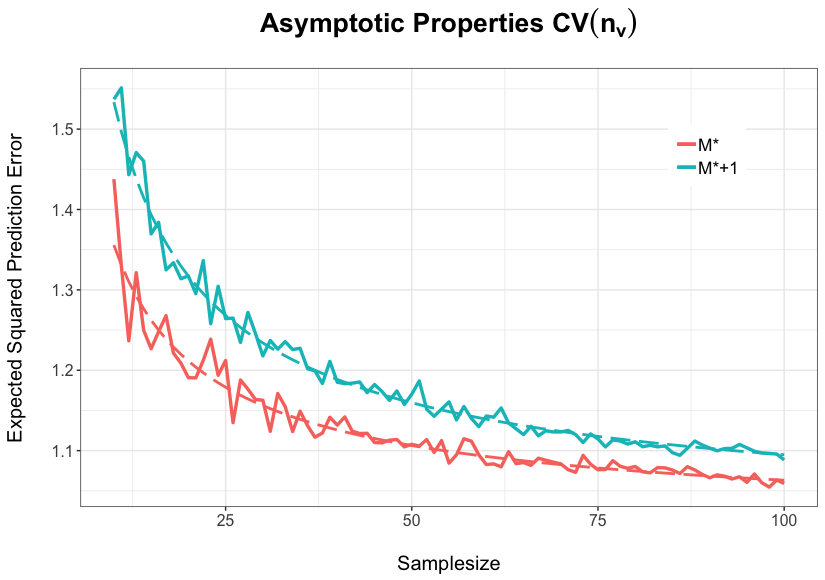 Asymptotic Properties CV(nᵥ)
Expected Squared Prediction Error
1.5
1.4
1.3
1.2
1.1
M*
M*+1
25 50 75 100
Samplesize